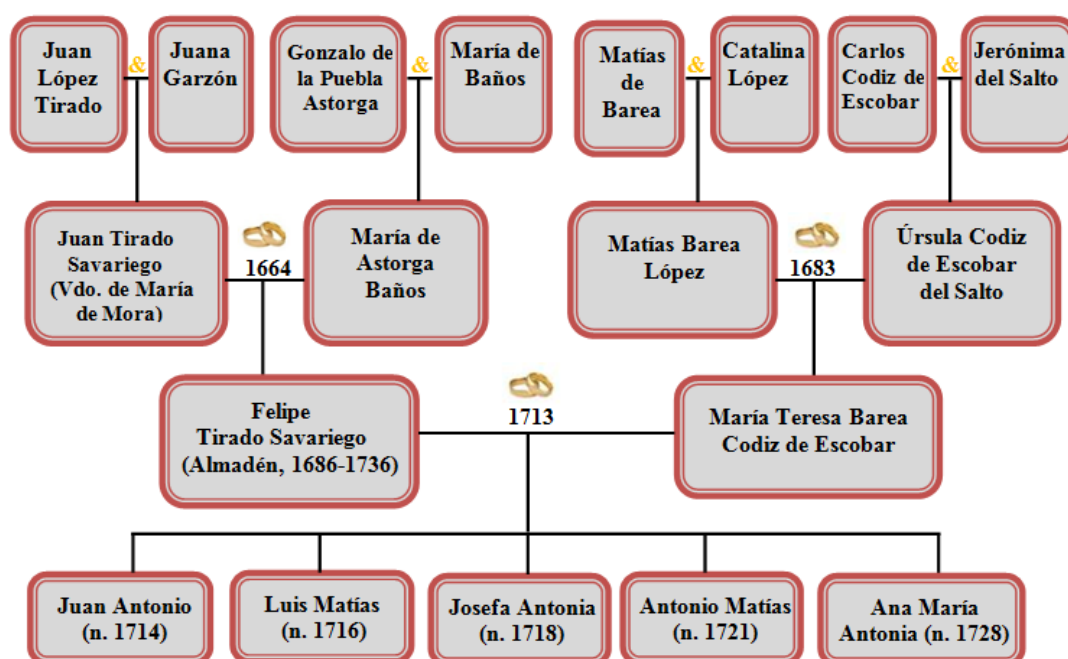 Juan
López
Tirado
&
Juana
Garzón
Gonzalo de
la Puebla
Astorga
&
María de
Baños
Matías
de
Barea
&
Catalina
López
Carlos
Codiz de
Escobar
&
Jerónima
del Salto
Juan Tirado
Savariego
(Vdo. de María
de Mora)
1664
María de
Astorga
Baños
Matías Barea
López
1683
Úrsula Codiz
de Escobar
del Salto
Felipe
Tirado Savariego
(Almadén, 1686-1736)
1713
María Teresa Barea
Codiz de Escobar
Juan Antonio
(n. 1714)
Luis Matías
(n. 1716)
Josefa Antonia
(n. 1718)
Antonio Matías
(n. 1721)
Ana María
Antonia (n. 1728)